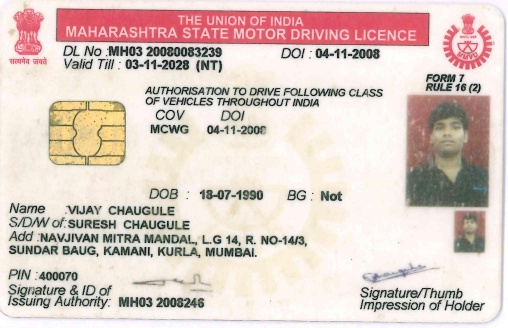 THE UNION OF INDIA
MAHARASHTRA STATE MOTOR DRIVING LICENCE
DL No :MH03 20080083239 DOI : 04-11-2008
Valid Till : 03-11-2028 (NT)
सत्यमेव जयते
FORM 7
RULE 16 (2)
AUTHORISATION TO DRIVE FOLLOWING CLASS
OF VEHICLES THROUGHOUT INDIA
COV DOI
MCWG 04-11-2008
DOB : 18-07-1990 BG : Not
Name :VIJAY CHAUGULE
S/D/W of:SURESH CHAUGULE
Add :NAVJIVAN MITRA MANDAL, L.G 14, R. NO-14/3,
SUNDAR BAUG, KAMANI, KURLA, MUMBAI.
PIN :400070
Signature & ID of
Issuing Authority: MH03 2008246
Signature/Thumb
Impression of Holder